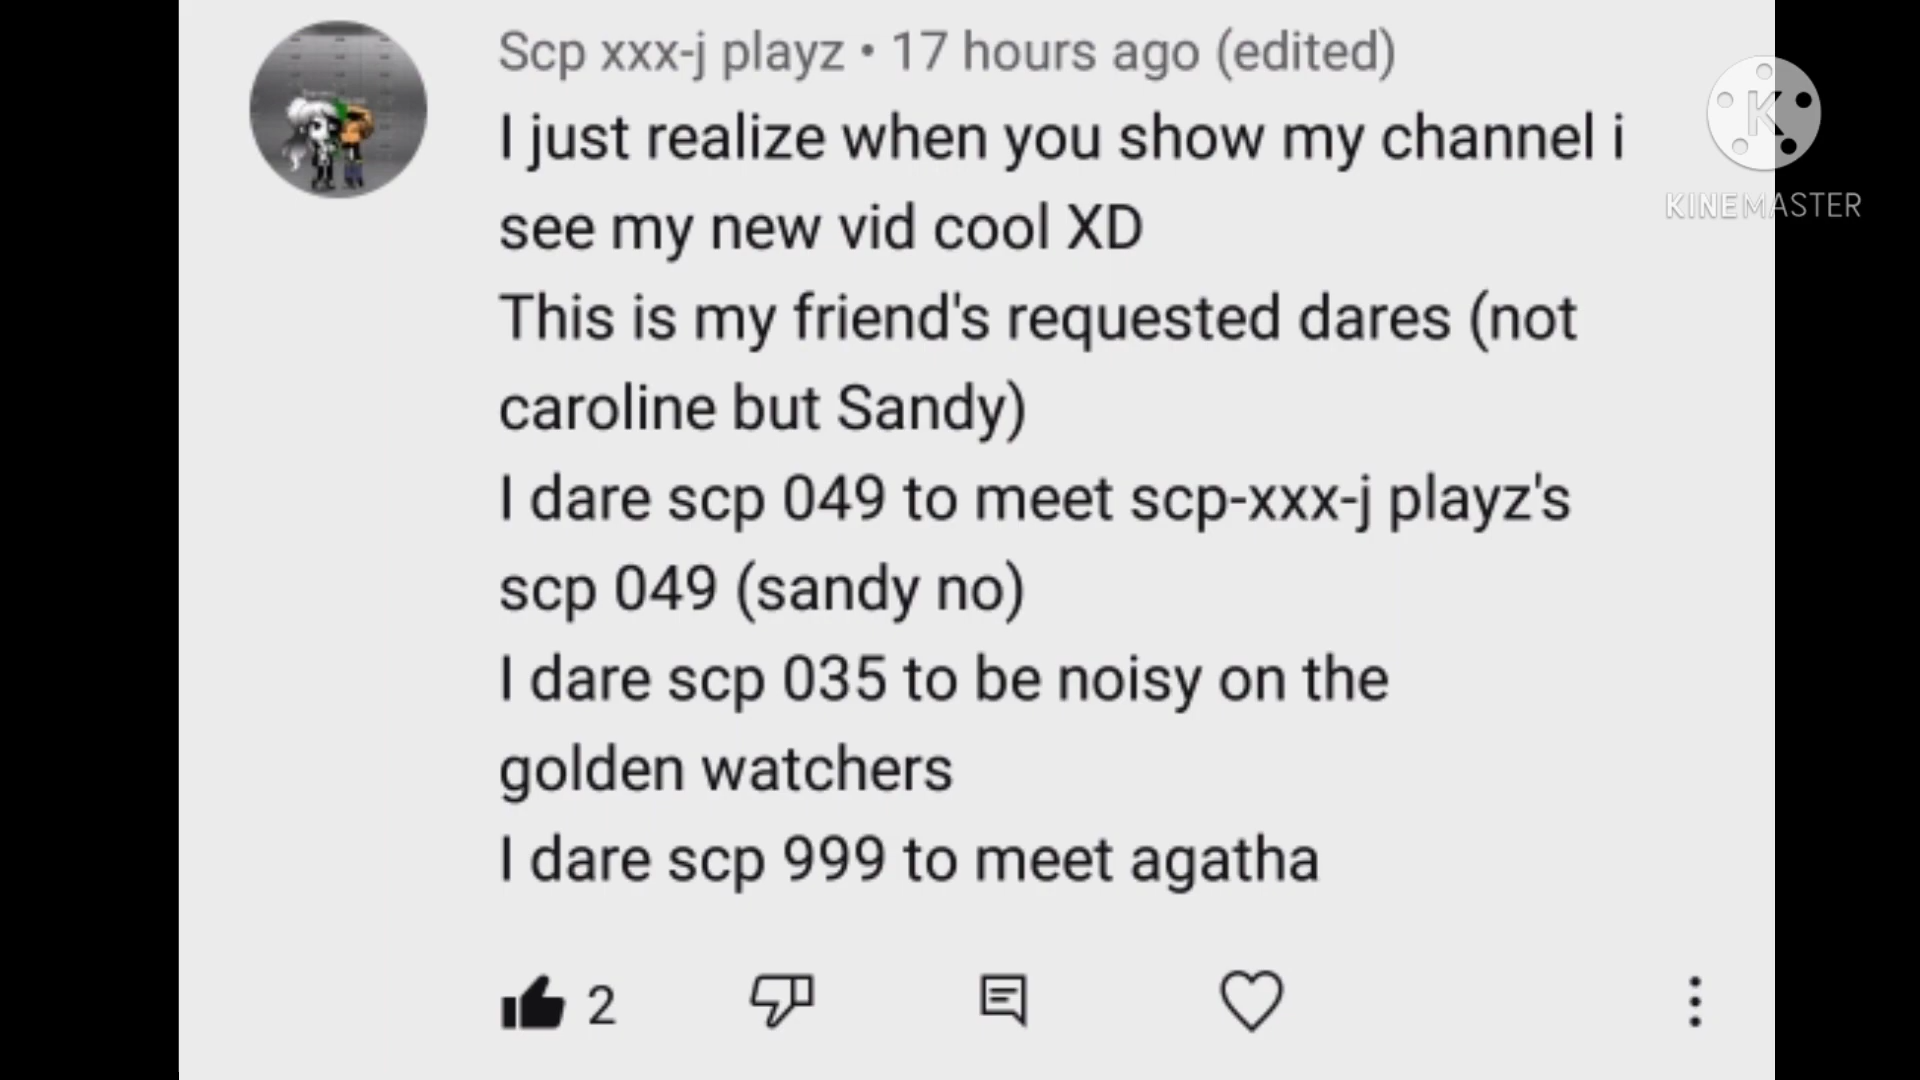 Scp xxx-j playz • 17 hours ago (edited)
I just realize when you show my channel i
see my new vid cool XD
This is my friend's requested dares (not
caroline but Sandy)
I dare scp 049 to meet scp-xxx-j playz's
scp 049 (sandy no)
I dare scp 035 to be noisy on the
golden watchers
I dare scp 999 to meet agatha
2
K
KINEMASTER